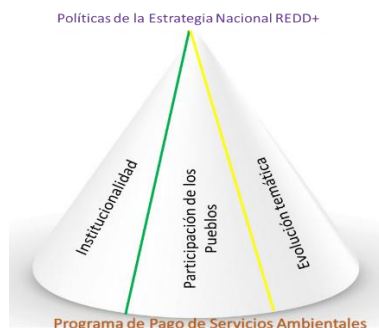 Políticas de la Estrategia Nacional REDD+
Institucionalidad
Participación de los
Pueblos
Evolución temática
Programa de Pago de Servicios Ambientales